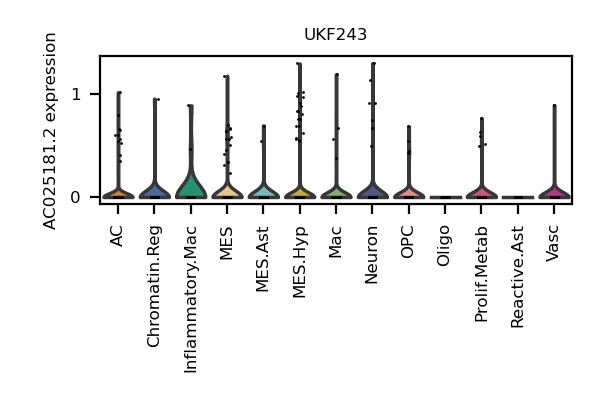 UKF243
AC025181.2 expression
1
0
AC
Chromatin.Reg
Inflammatory.Mac
MES
MES.Ast
MES.Hyp
Mac
Neuron
OPC
Oligo
Prolif.Metab
Reactive.Ast
Vasc